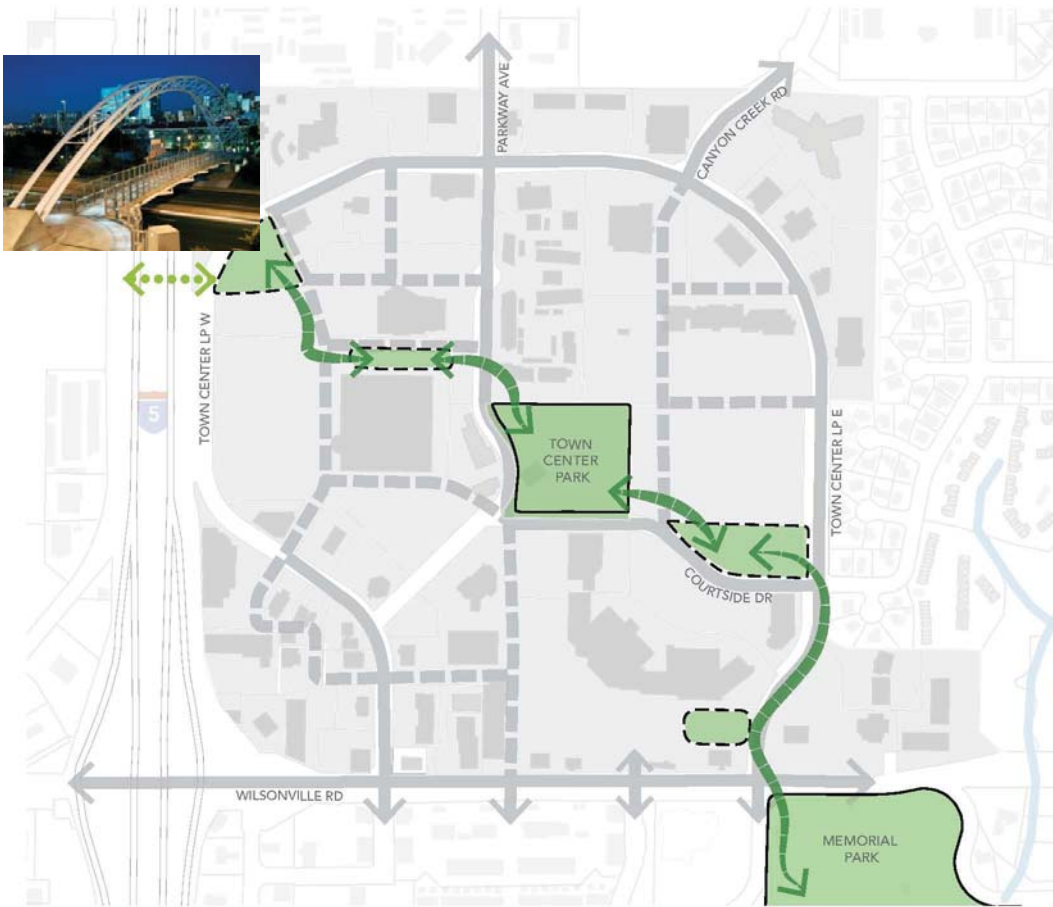 PARKWAY AVE
CANYON CREEK RD
TOWN CENTER LP W
5
TOWN
CENTER
PARK
TOWN CENTER LP E
COURTSIDE DR
WILSONVILLE RD
MEMORIAL
PARK